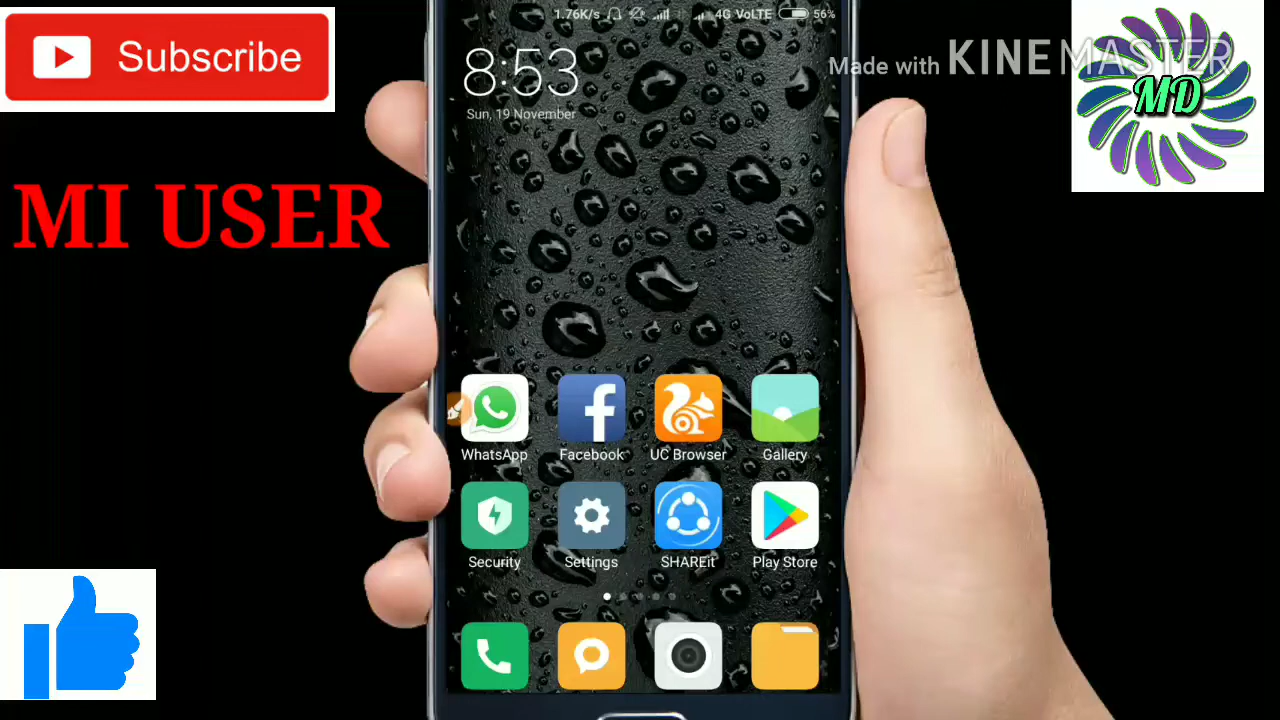 Subscribe
MI USER
1.76K/s 4G VoLTE 56%
8:53
Sun, 19 November
Made with KINEMASTER
MD
WhatsApp Facebook UC Browser Gallery
Security Settings SHAREit Play Store